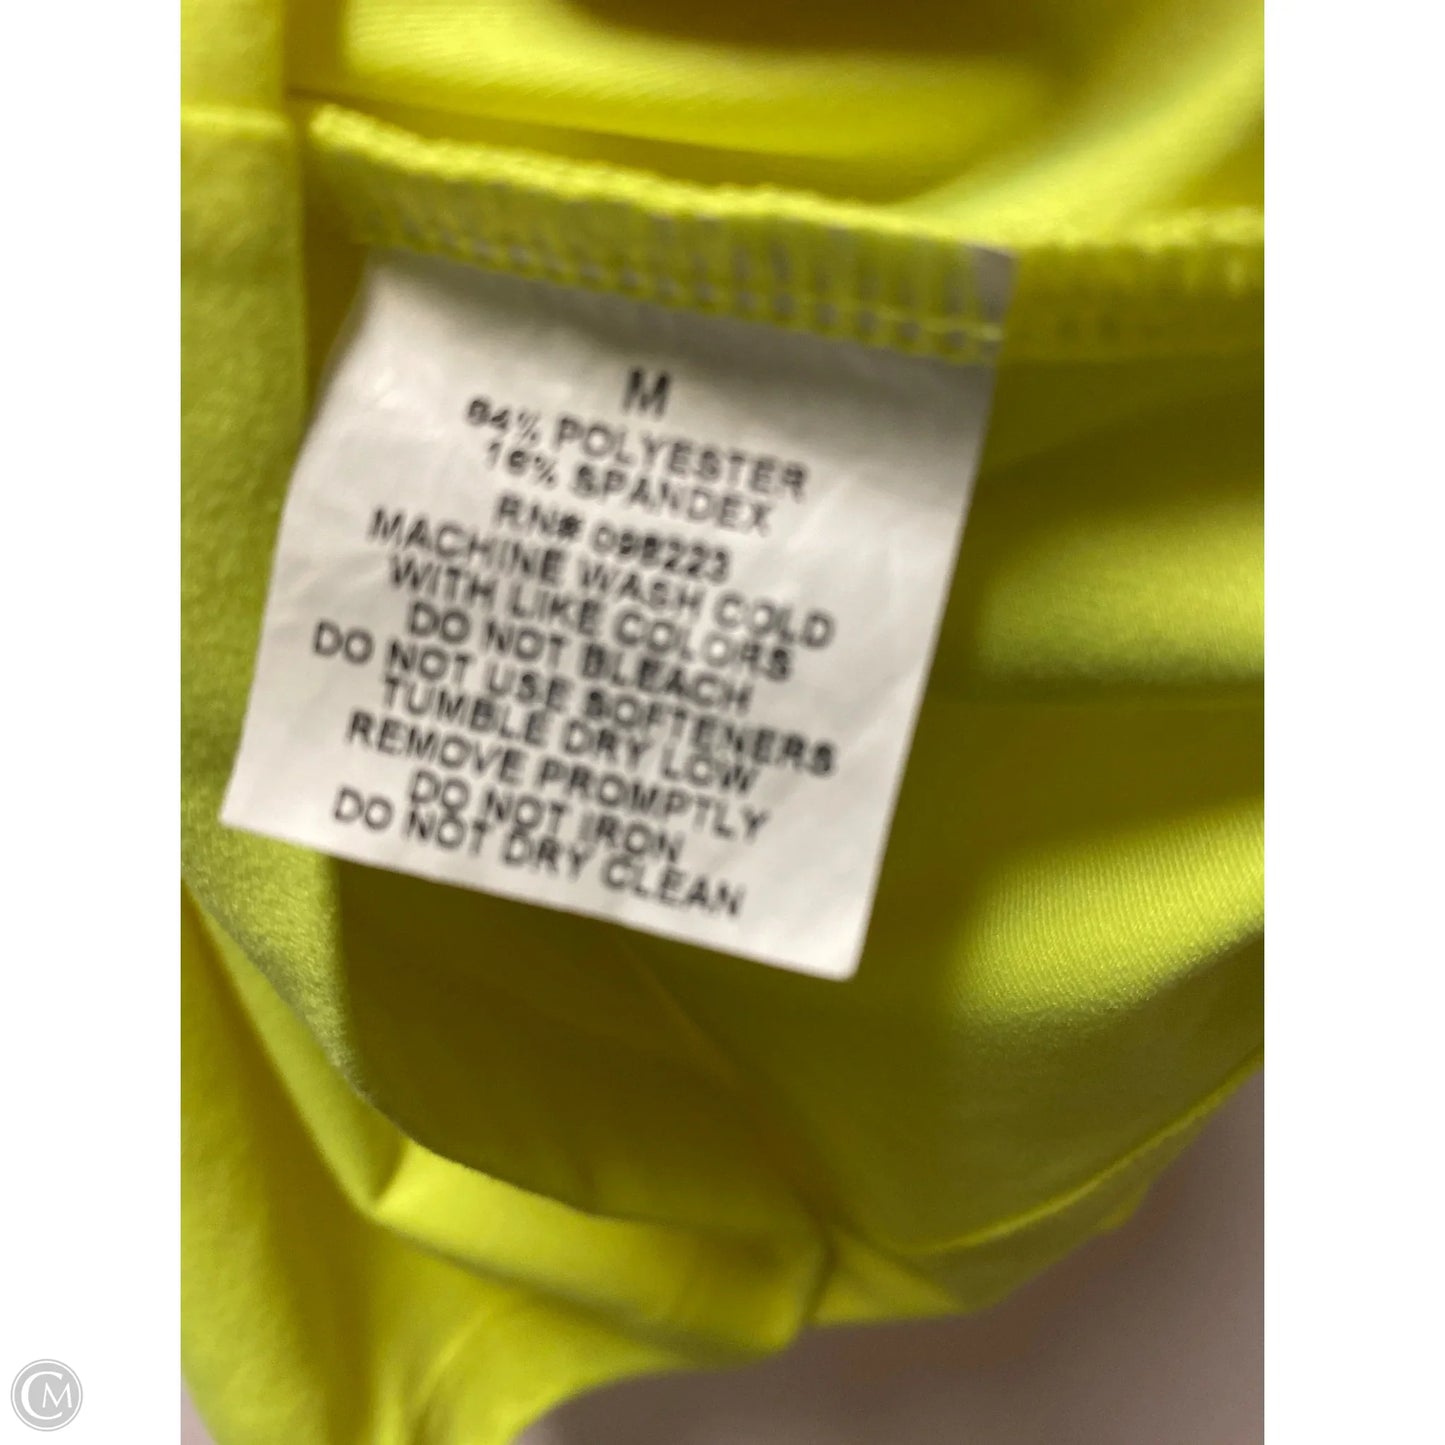 M
84% POLYESTER
16% SPANDEX
RN# 098223
MACHINE WASH COLD
WITH LIKE COLORS
DO NOT BLEACH
DO NOT USE SOFTENERS
TUMBLE DRY LOW
REMOVE PROMPTLY
DO NOT IRON
DO NOT DRY CLEAN
CM